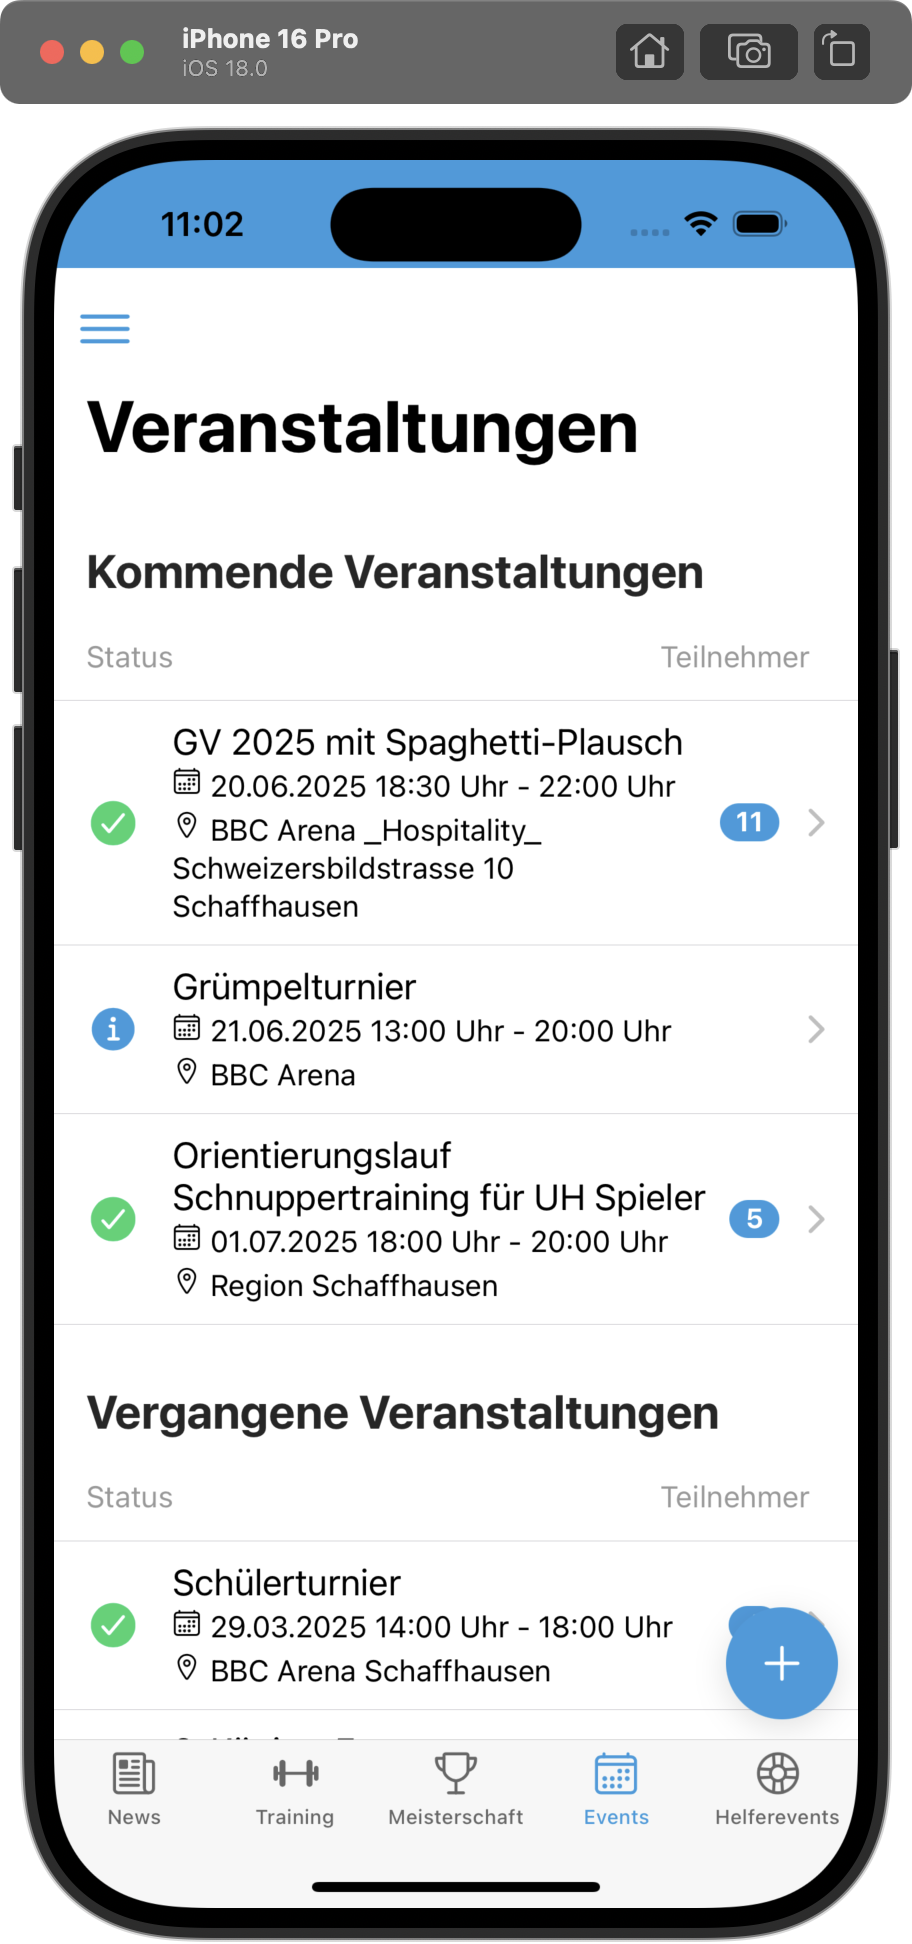 iPhone 16 Pro
iOS 18.0
11:02
Veranstaltungen
Kommende Veranstaltungen
Status Teilnehmer
GV 2025 mit Spaghetti-Plausch
20.06.2025 18:30 Uhr - 22:00 Uhr
BBC Arena _Hospitality_
Schweizersbildstrasse 10
Schaffhausen
11
Grümpelturnier
21.06.2025 13:00 Uhr - 20:00 Uhr
BBC Arena
Orientierungslauf
Schnuppertraining für UH Spieler
01.07.2025 18:00 Uhr - 20:00 Uhr
Region Schaffhausen
5
Vergangene Veranstaltungen
Status Teilnehmer
Schülerturnier
29.03.2025 14:00 Uhr - 18:00 Uhr
BBC Arena Schaffhausen
News Training Meisterschaft Events Helferevents